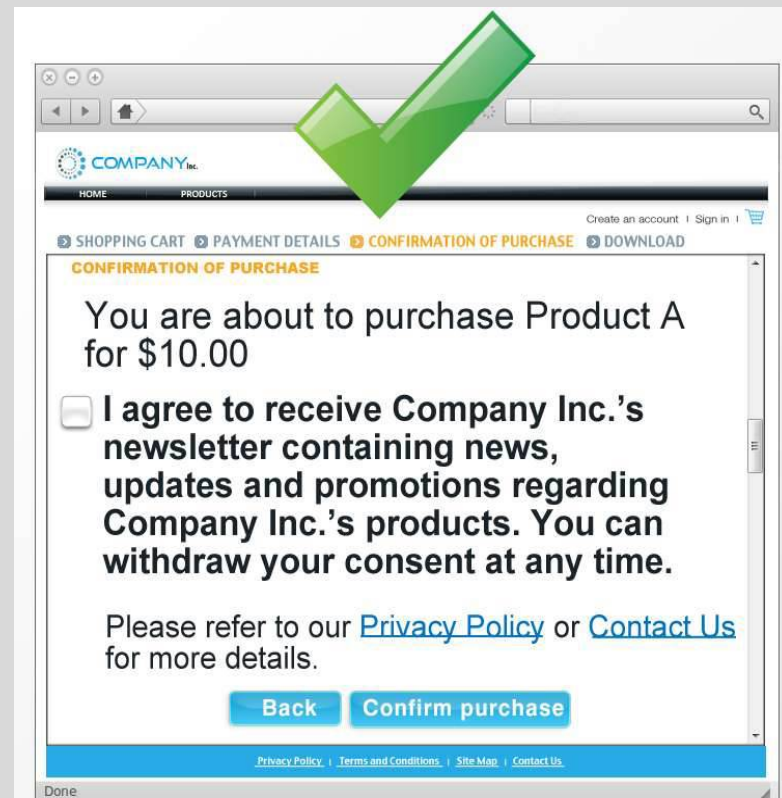 COMPANY Inc.
HOME PRODUCTS
Create an account | Sign in |
SHOPPING CART PAYMENT DETAILS CONFIRMATION OF PURCHASE DOWNLOAD
CONFIRMATION OF PURCHASE
You are about to purchase Product A
for $10.00
I agree to receive Company Inc.’s
newsletter containing news,
updates and promotions regarding
Company Inc.’s products. You can
withdraw your consent at any time.
Please refer to our Privacy Policy or Contact Us
for more details.
Back Confirm purchase
Privacy Policy | Terms and Conditions | Site Map | Contact Us
Done